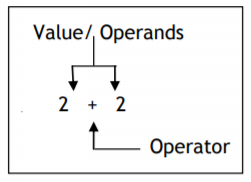 Value/ Operands
2 + 2
Operator